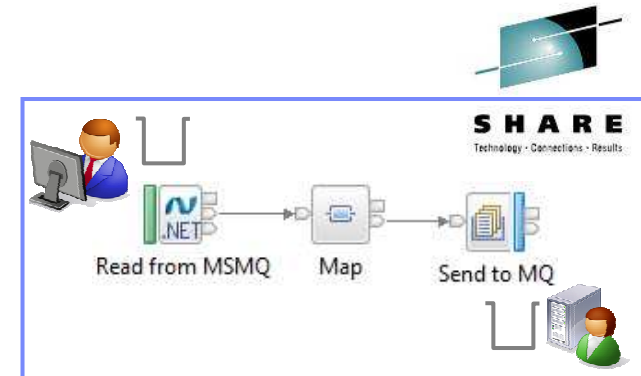 SHARE
Technology · Connections · Results
.NET
Read from MSMQ
Map
Send to MQ